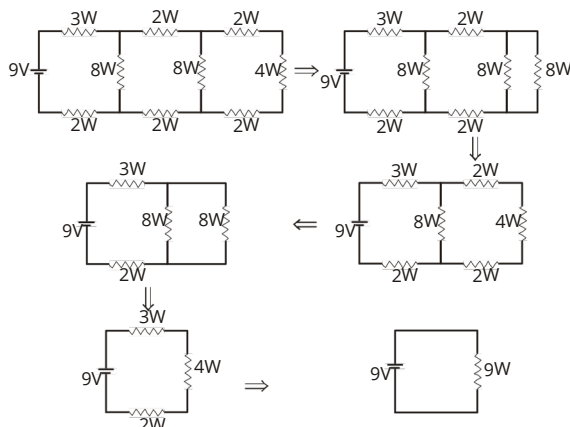 3W 2W 2W
9V 8W 8W 4W
2W 2W 2W
3W 2W
9V 8W 8W 8W
2W 2W
3W
9V 8W 8W
2W
3W 2W
9V 8W 4W
2W 2W
3W
9V 4W
2W
9V 9W